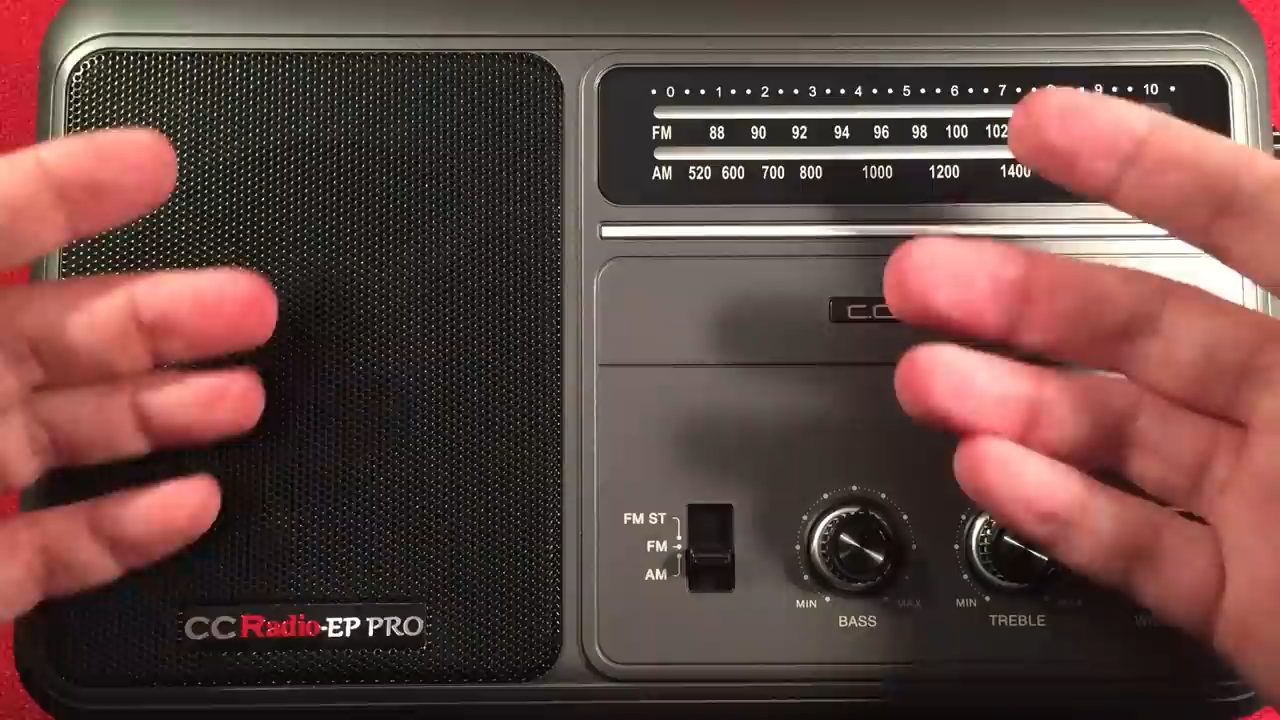 0 1 2 3 4 5 6 7 9 10
FM 88 90 92 94 96 98 100 102
AM 520 600 700 800 1000 1200 1400
FM ST
FM
AM
MIN MAX
BASS
MIN
TREBLE
CCRadio-EP PRO